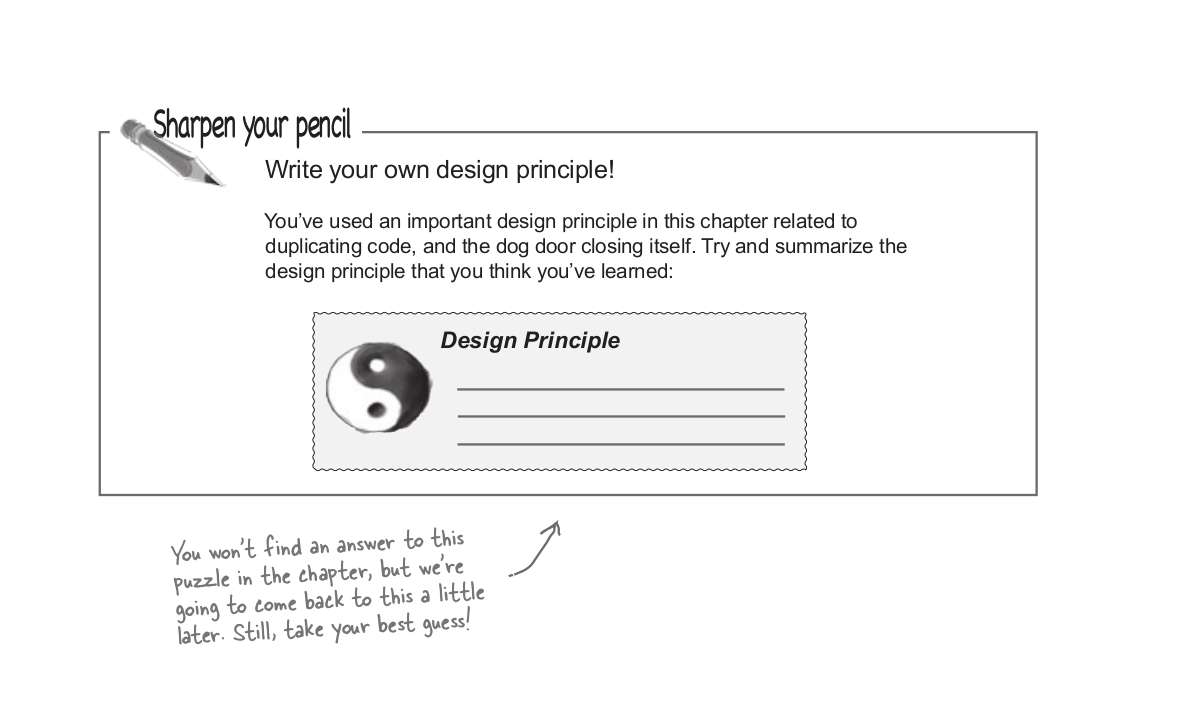 Sharpen your pencil
Write your own design principle!
You’ve used an important design principle in this chapter related to
duplicating code, and the dog door closing itself. Try and summarize the
design principle that you think you’ve learned:
Design Principle
You won’t find an answer to this
puzzle in the chapter, but we’re
going to come back to this a little
later. Still, take your best guess!